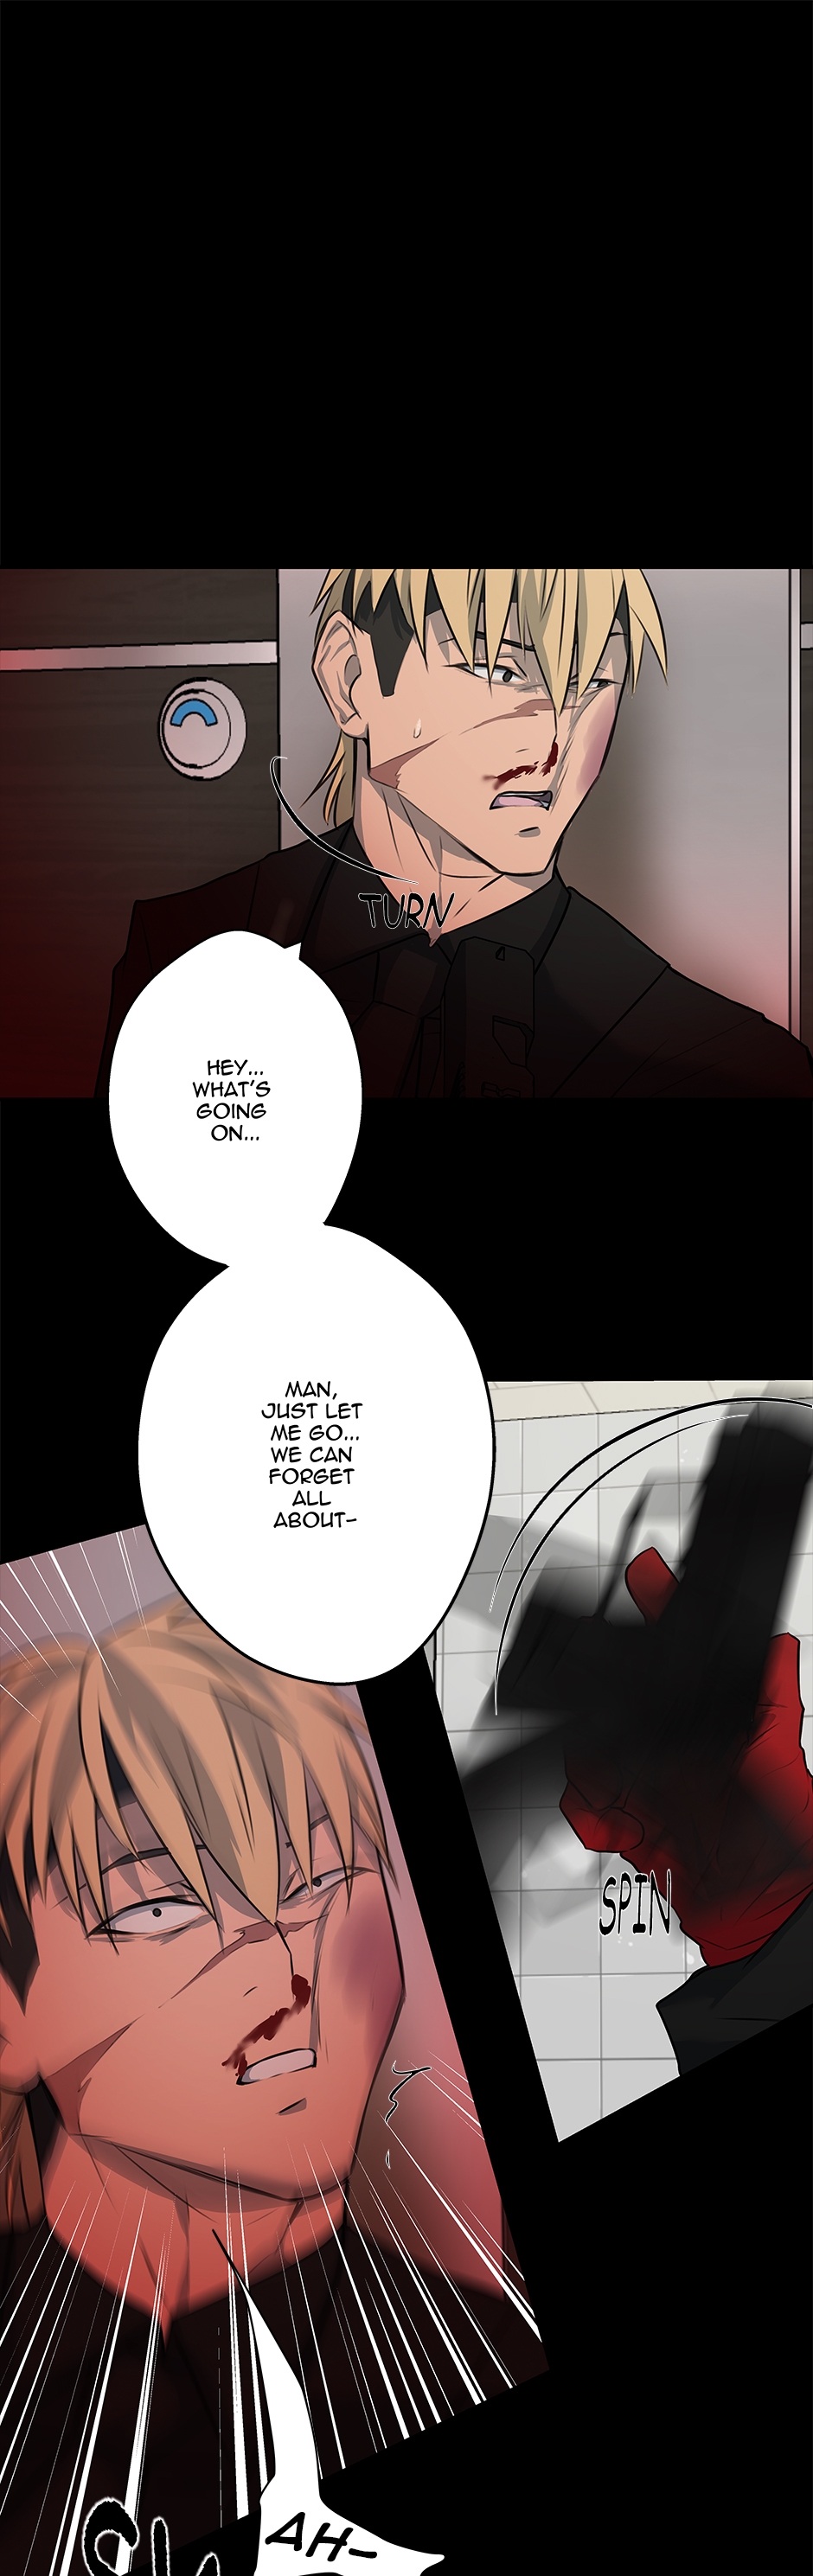 TURN
HEY...
WHAT'S
GOING
ON...
MAN,
JUST LET
ME GO...
WE CAN
FORGET
ALL
ABOUT-
SPIN
AH-